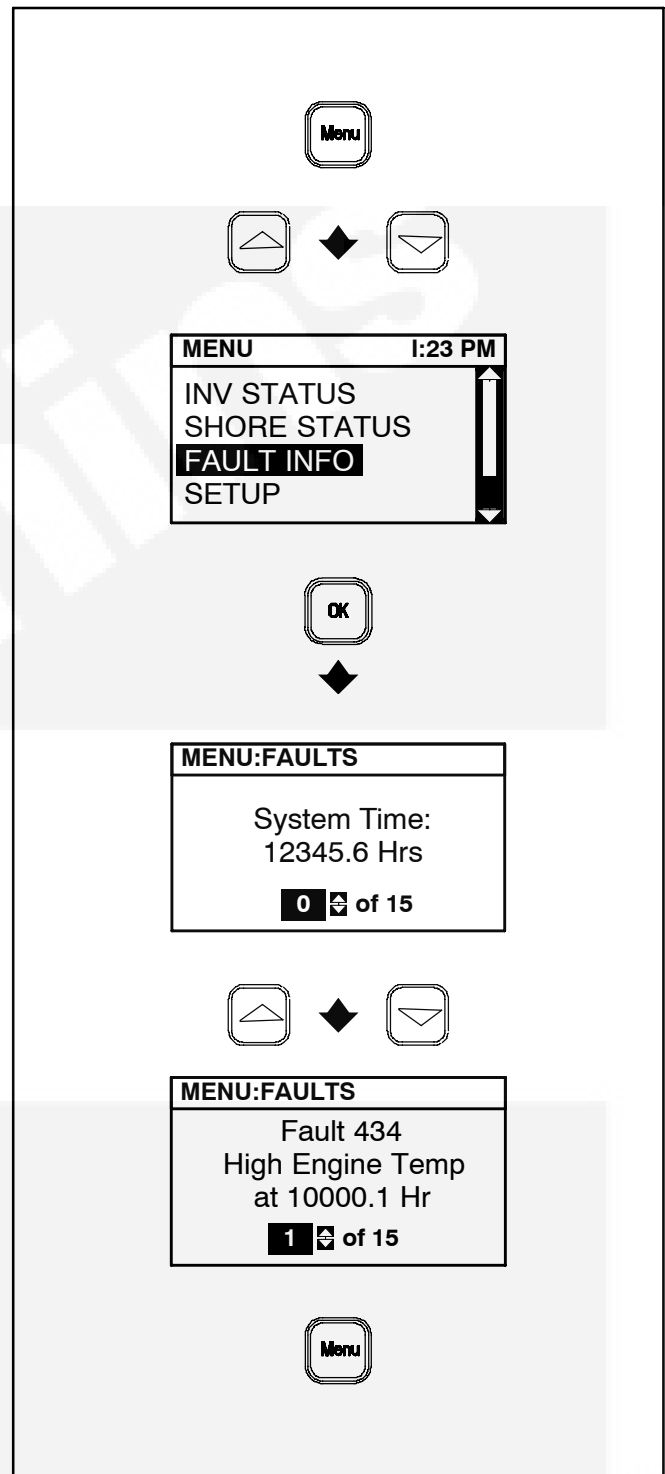 Menu
MENU I:23 PM
INV STATUS
SHORE STATUS
FAULT INFO
SETUP
OK
MENU:FAULTS
System Time:
12345.6 Hrs
0 of 15
MENU:FAULTS
Fault 434
High Engine Temp
at 10000.1 Hr
1 of 15
Menu